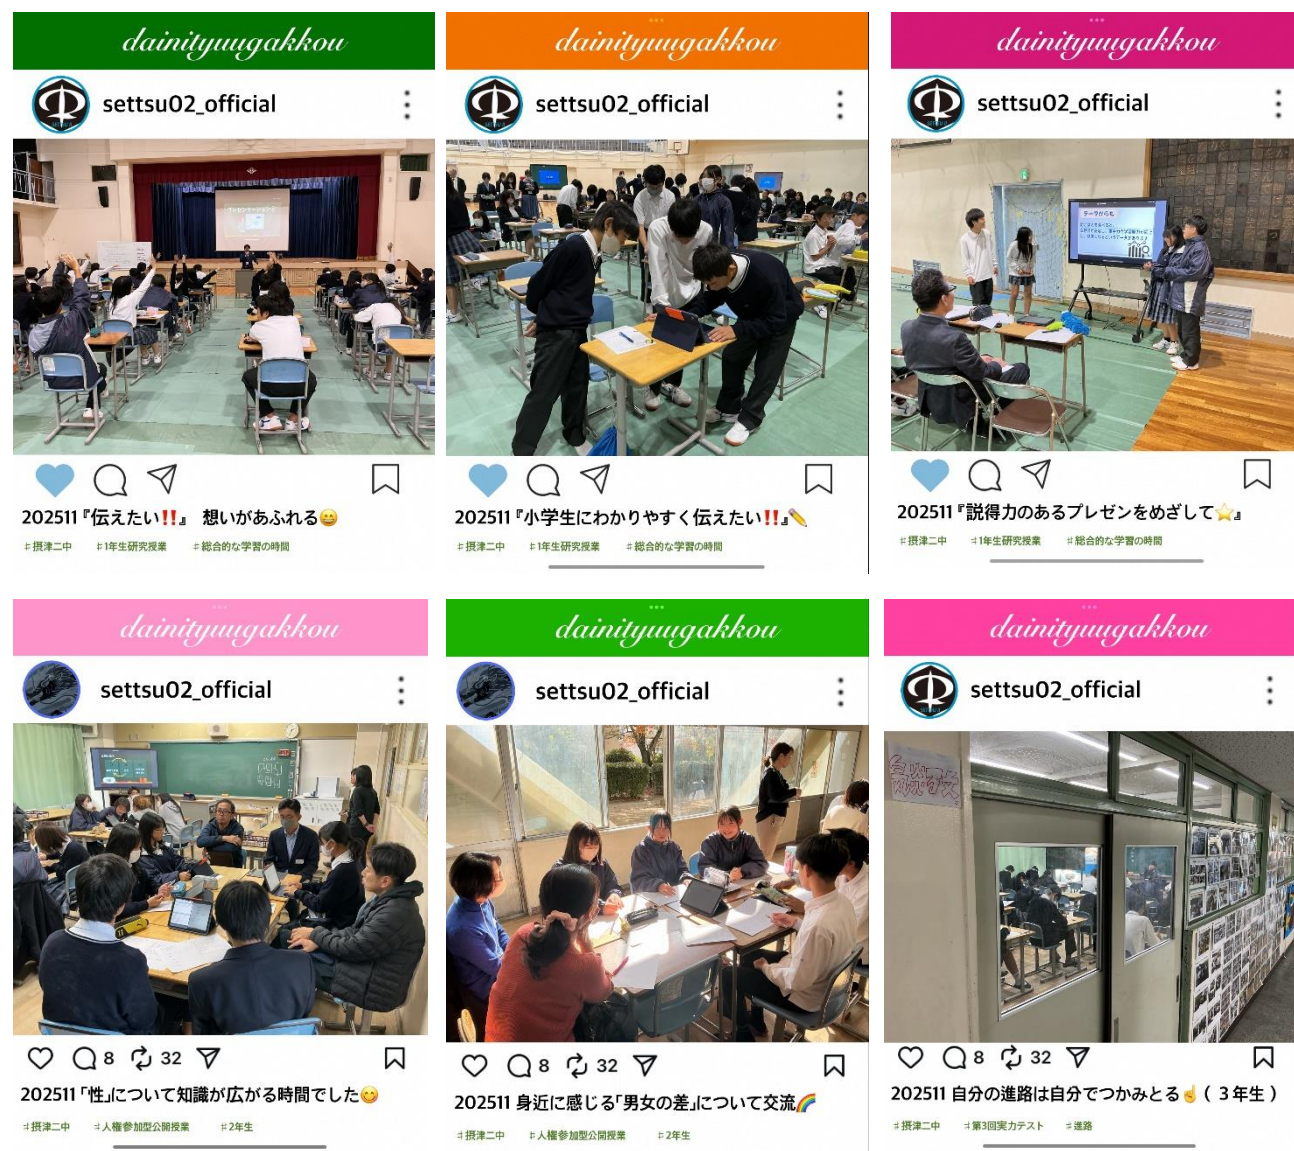 dainityuugakkou
settsu02_official
202511『伝えたい‼』 想いがあふれる😄
♯摂津二中 ♯1年生研究授業 ♯総合的な学習の時間
dainityuugakkou
settsu02_official
202511『小学生にわかりやすく伝えたい‼』✏️
♯摂津二中 ♯1年生研究授業 ♯総合的な学習の時間
dainityuugakkou
settsu02_official
データからも
202511『説得力のあるプレゼンをめざして⭐』
♯摂津二中 ♯1年生研究授業 ♯総合的な学習の時間
dainityuugakkou
settsu02_official
8 32
202511「性」について知識が広がる時間でした😋
♯摂津二中 ♯人権参加型公開授業 ♯2年生
dainityuugakkou
settsu02_official
8 32
202511 身近に感じる「男女の差」について交流🌈
♯摂津二中 ♯人権参加型公開授業 ♯2年生
dainityuugakkou
settsu02_official
8 32
202511 自分の進路は自分でつかみとる☝（３年生）
♯摂津二中 ♯第3回実力テスト ♯進路